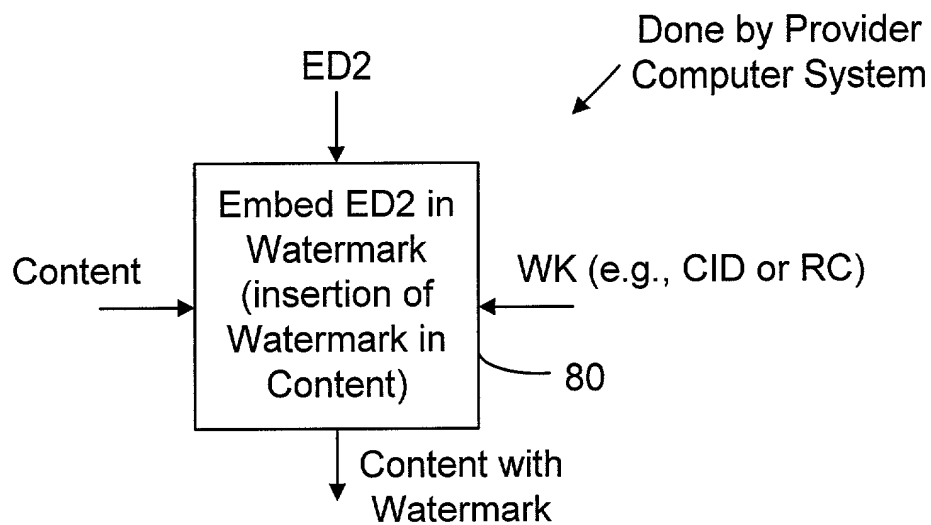 Done by Provider
Computer System
ED2
Embed ED2 in
Watermark
(insertion of
Watermark in
Content)
Content
WK (e.g., CID or RC)
80
Content with
Watermark